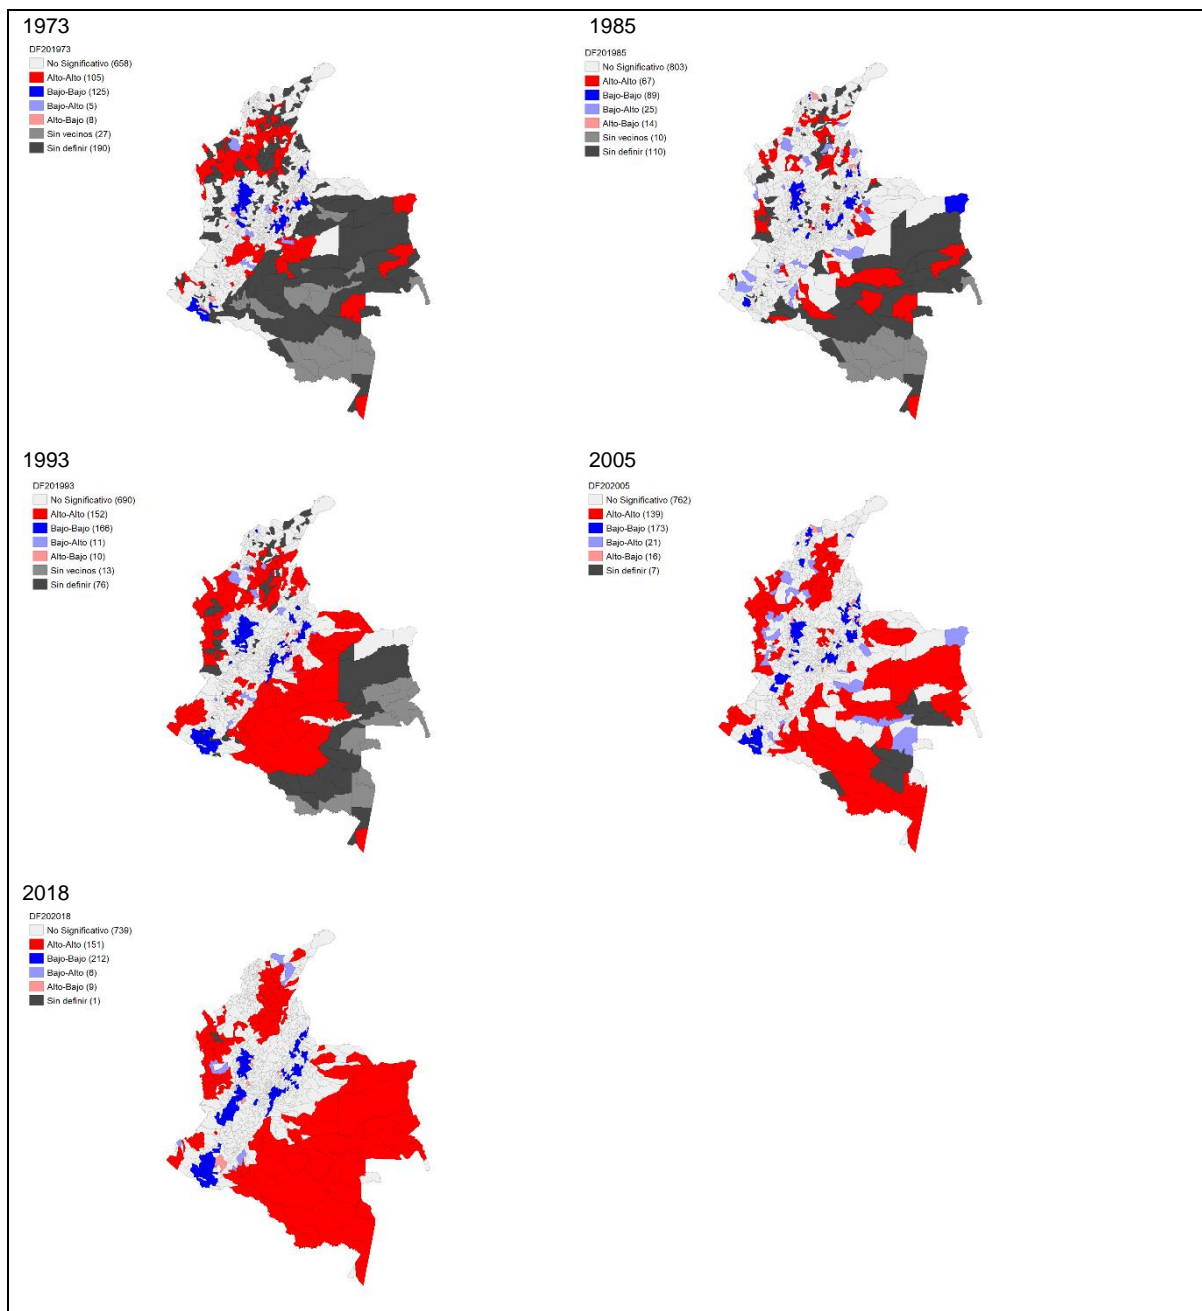 1973
DF201973
No Significativo (658)
Alto-Alto (105)
Bajo-Bajo (125)
Bajo-Alto (5)
Alto-Bajo (8)
Sin vecinos (27)
Sin definir (190)
1985
DF201985
No Significativo (803)
Alto-Alto (67)
Bajo-Bajo (89)
Bajo-Alto (25)
Alto-Bajo (14)
Sin vecinos (10)
Sin definir (110)
1993
DF201993
No Significativo (690)
Alto-Alto (152)
Bajo-Bajo (166)
Bajo-Alto (11)
Alto-Bajo (10)
Sin vecinos (13)
Sin definir (76)
2005
DF202005
No Significativo (762)
Alto-Alto (139)
Bajo-Bajo (173)
Bajo-Alto (21)
Alto-Bajo (16)
Sin definir (7)
2018
DF202018
No Significativo (739)
Alto-Alto (151)
Bajo-Bajo (212)
Bajo-Alto (6)
Alto-Bajo (9)
Sin definir (1)